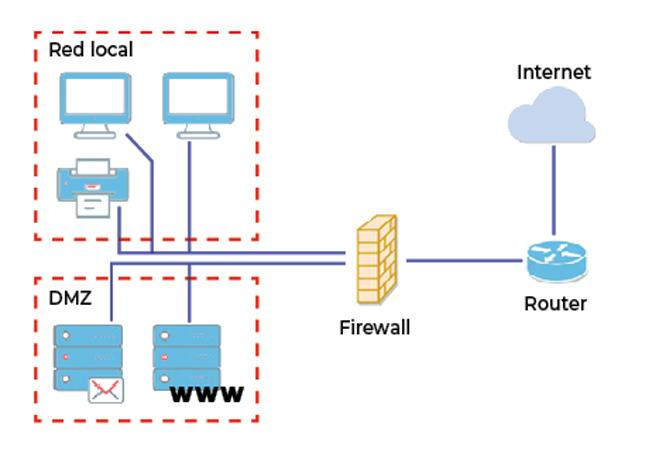 Red local
Internet
DMZ
Firewall
Router
WWW